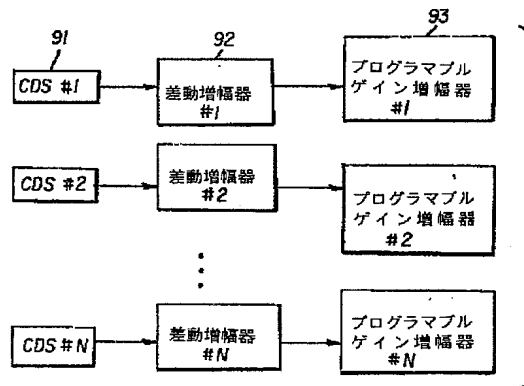 91
92
93
CDS #1
差動増幅器
#1
プログラマブル
ゲイン増幅器
#1
CDS #2
差動増幅器
#2
プログラマブル
ゲイン増幅器
#2
CDS #N
差動増幅器
#N
プログラマブル
ゲイン増幅器
#N